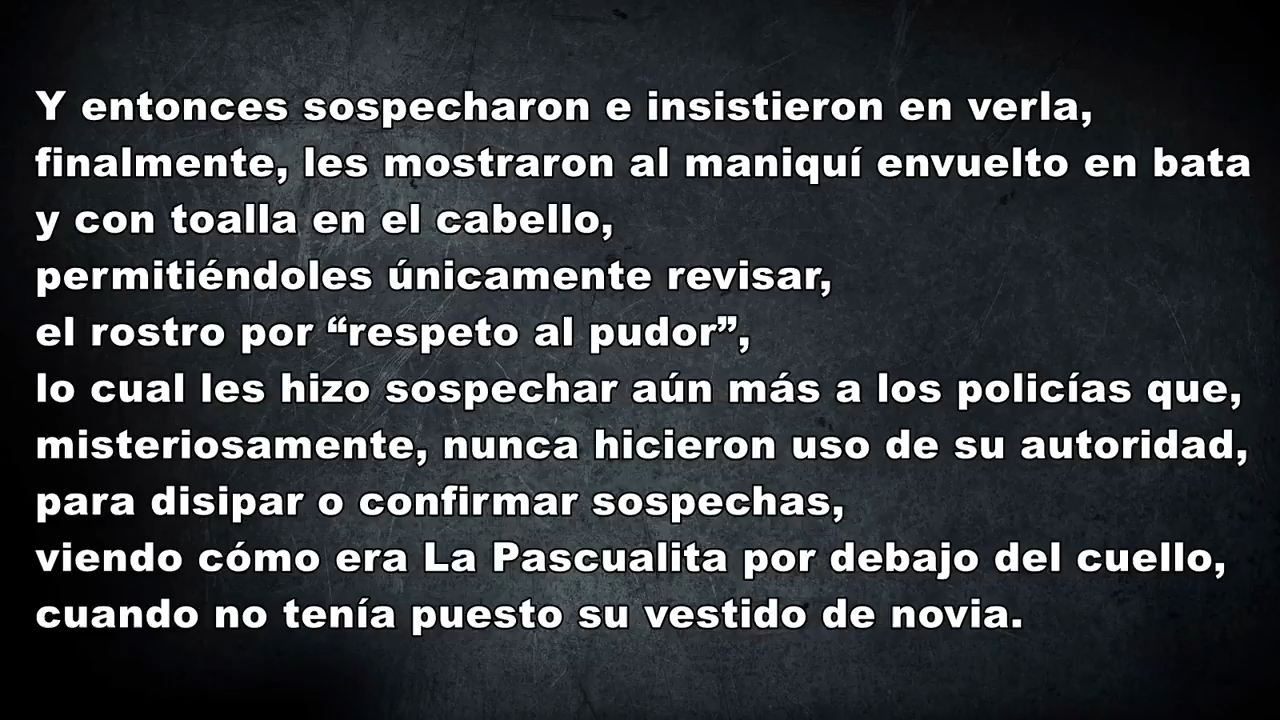 Y entonces sospecharon e insistieron en verla,
finalmente, les mostraron al maniquí envuelto en bata
y con toalla en el cabello,
permitiéndoles únicamente revisar,
el rostro por “respeto al pudor”,
lo cual les hizo sospechar aún más a los policías que,
misteriosamente, nunca hicieron uso de su autoridad,
para disipar o confirmar sospechas,
viendo cómo era La Pascualita por debajo del cuello,
cuando no tenía puesto su vestido de novia.